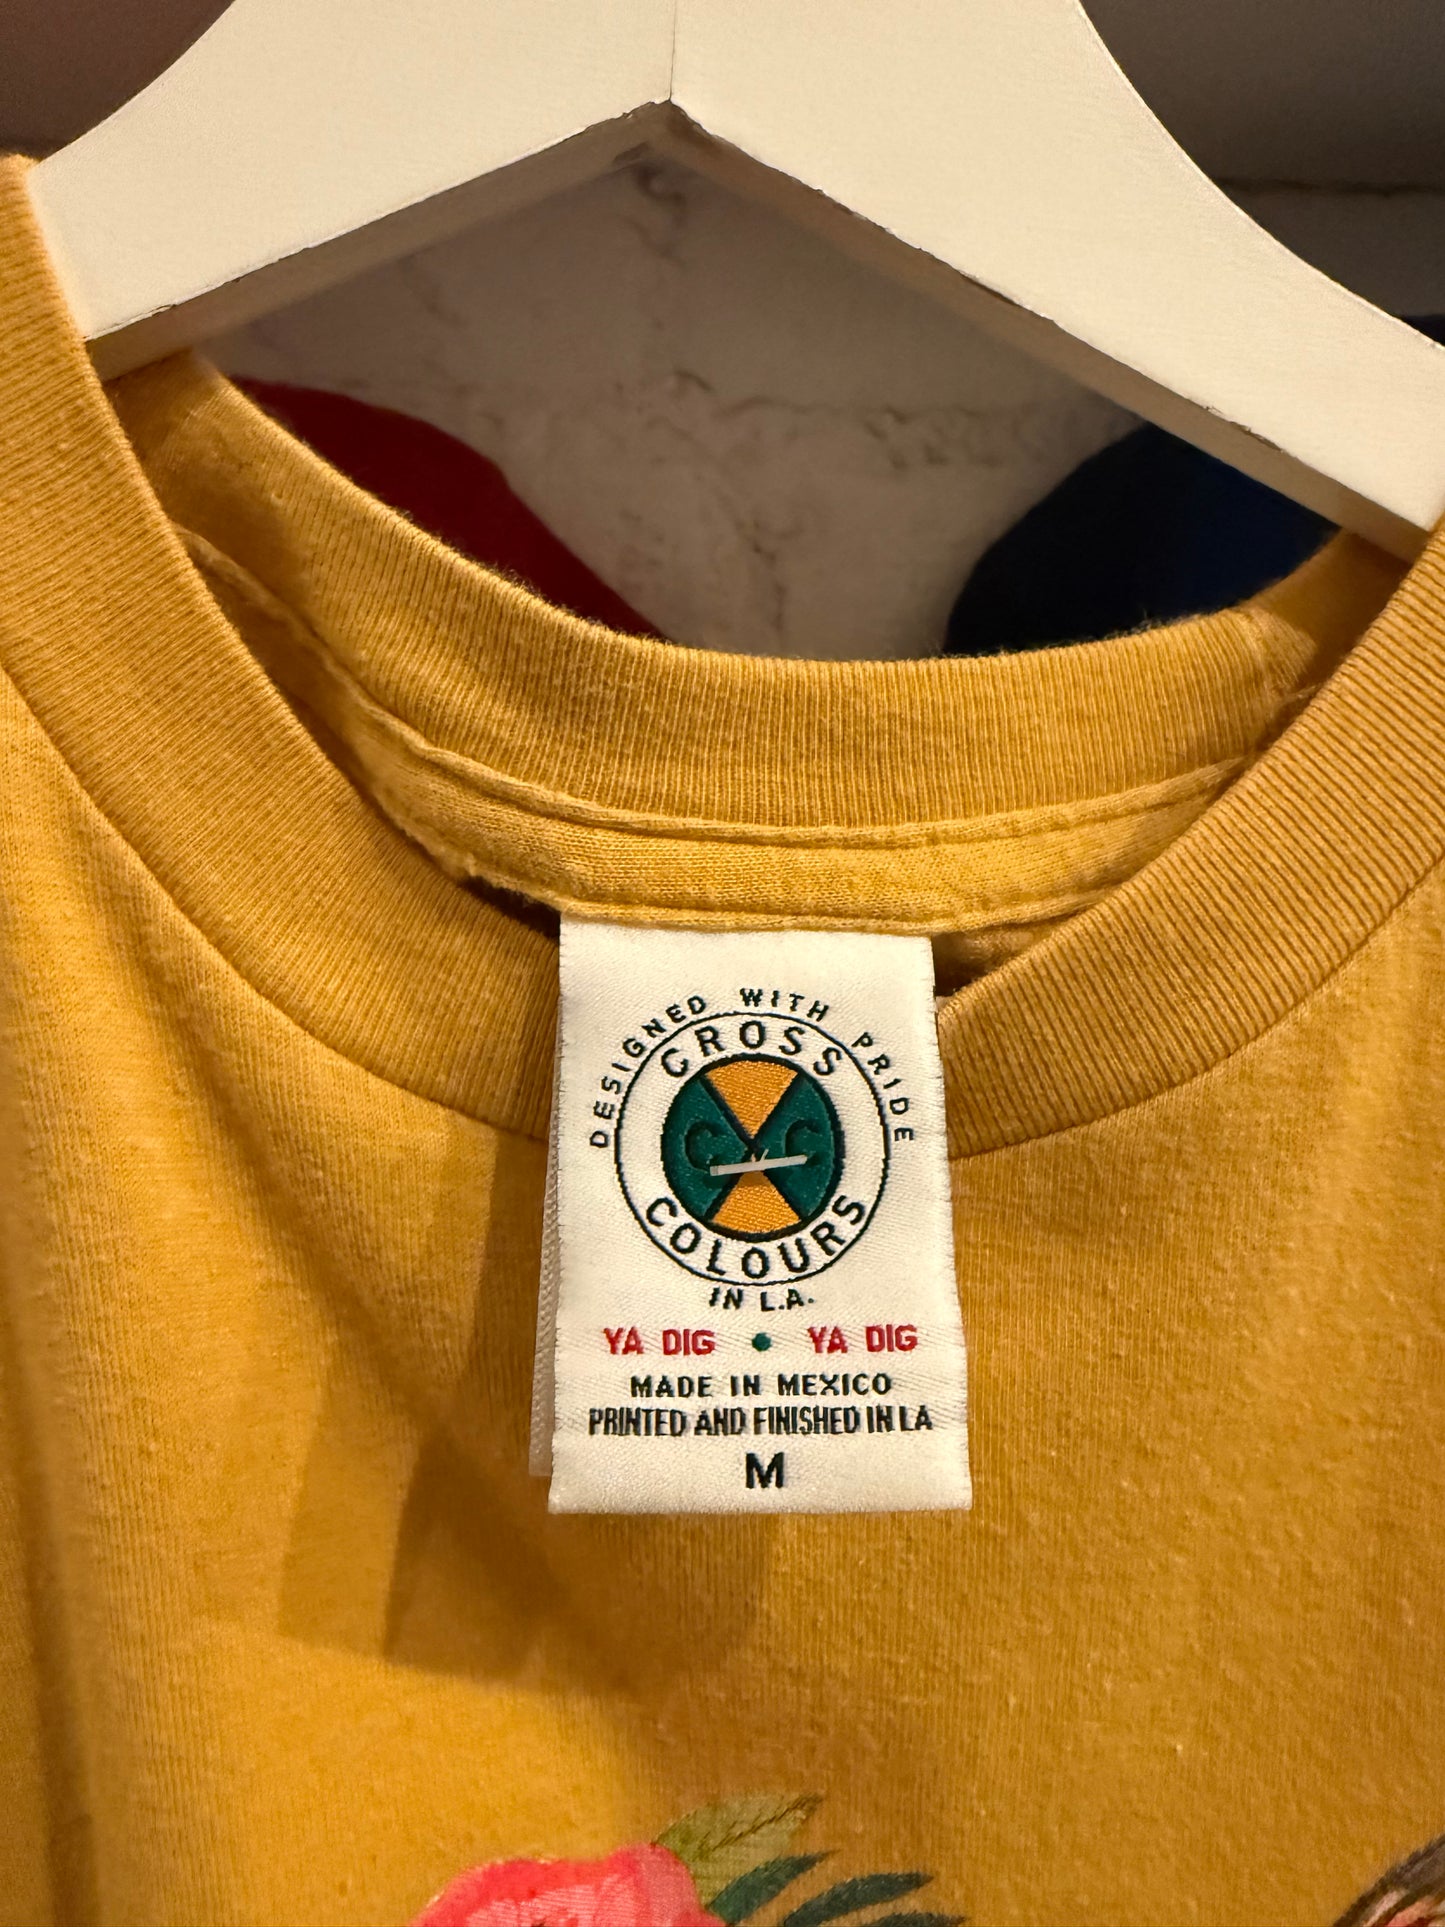 DESIGNED WITH PRIDE
CROSS
C C
COLOURS
IN L.A.
YA DIG • YA DIG
MADE IN MEXICO
PRINTED AND FINISHED IN LA
M